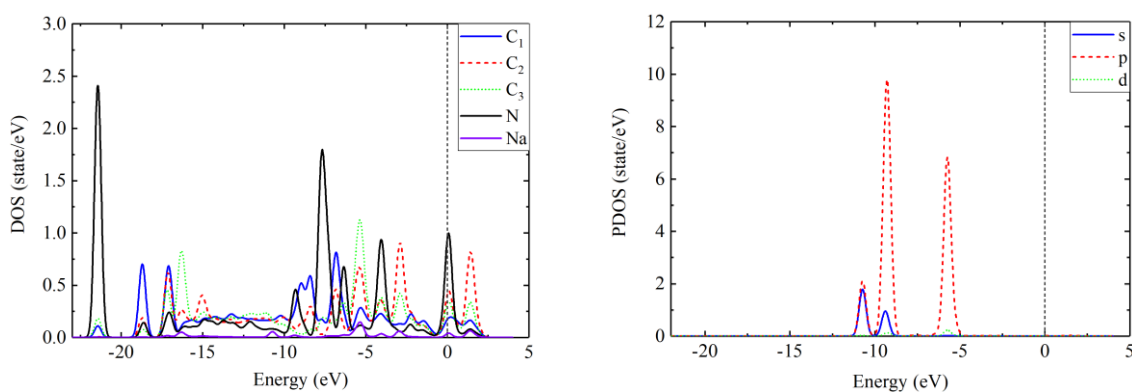 3.0
2.5
2.0
1.5
1.0
0.5
0.0
DOS (state/eV)
C₁
C₂
C₃
N
Na
-20
-15
-10
-5
0
5
Energy (eV)
12
10
8
6
4
2
0
PDOS (state/eV)
s
p
d
-20
-15
-10
-5
0
5
Energy (eV)